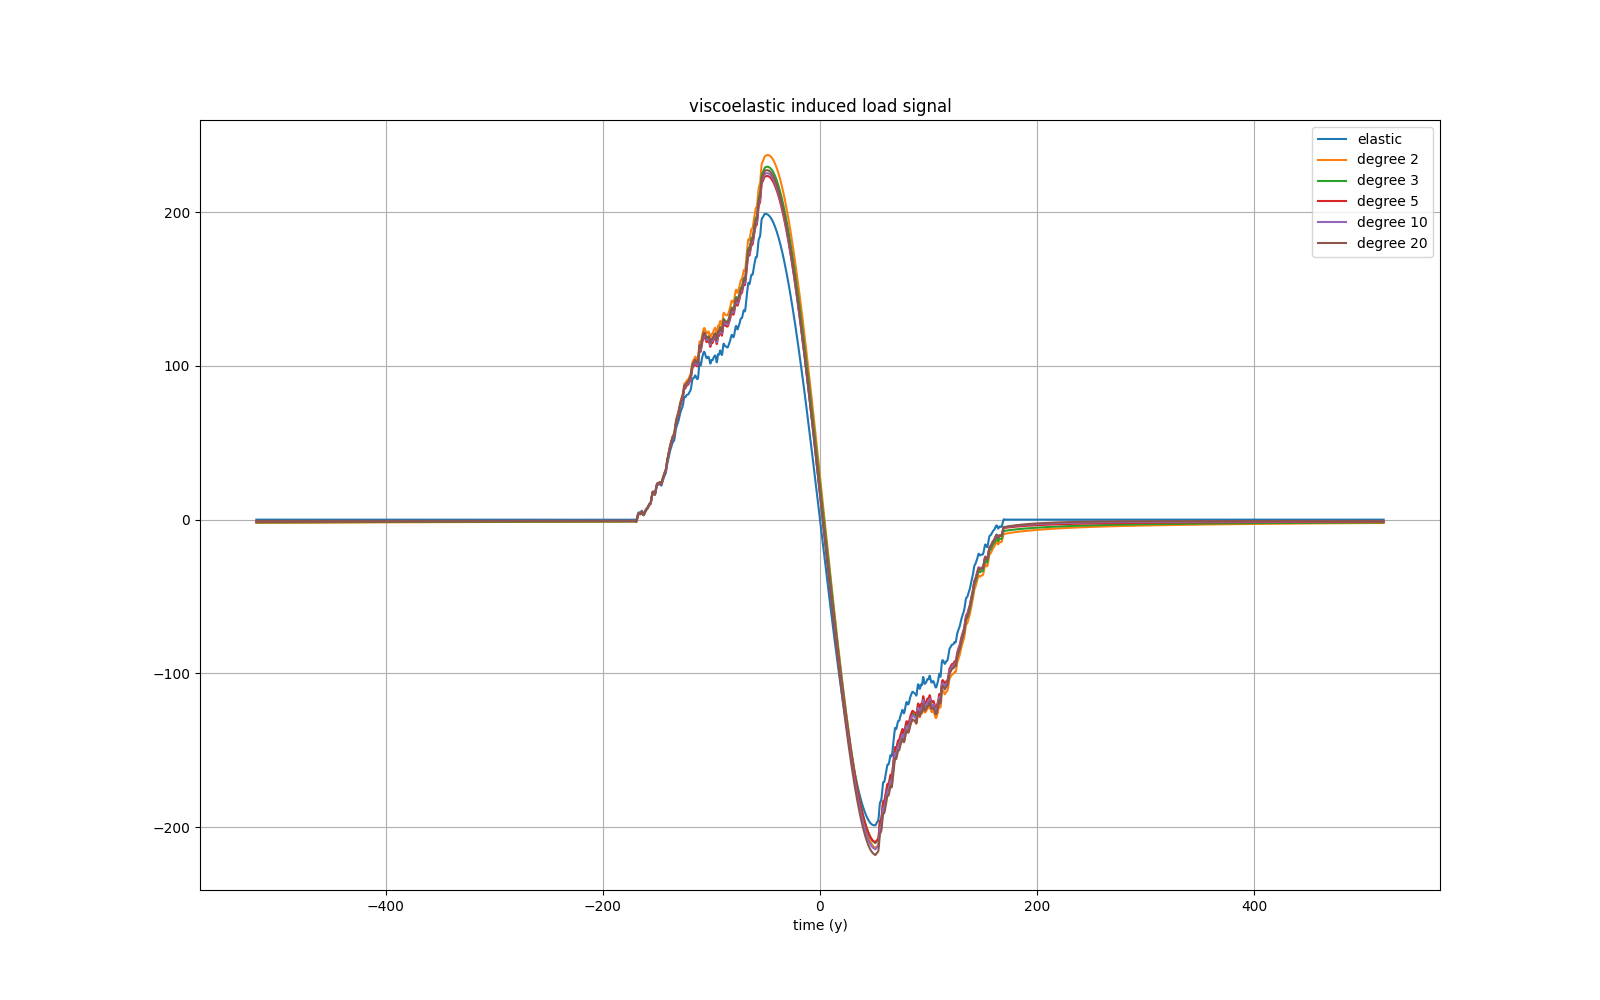 viscoelastic induced load signal
elastic
degree 2
degree 3
degree 5
degree 10
degree 20
200
100
0
−100
−200
−400
−200
0
200
400
time (y)